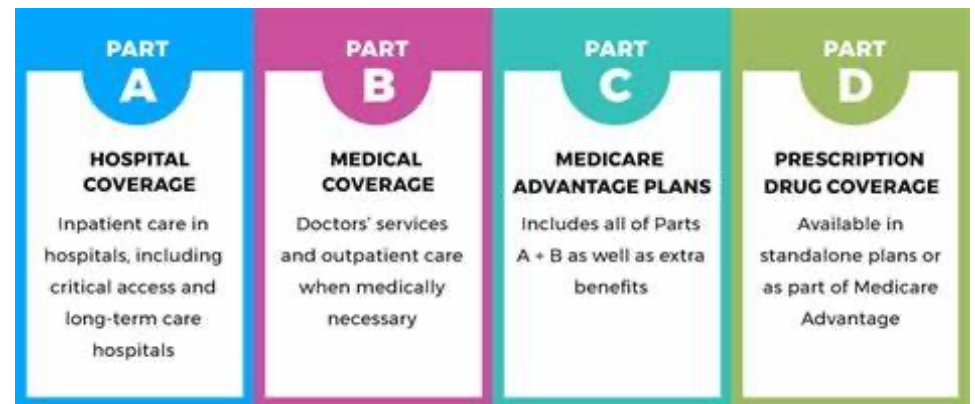 PART
A
HOSPITAL
COVERAGE
Inpatient care in
hospitals, including
critical access and
long-term care
hospitals
PART
B
MEDICAL
COVERAGE
Doctors' services
and outpatient care
when medically
necessary
PART
C
MEDICARE
ADVANTAGE PLANS
Includes all of Parts
A + B as well as extra
benefits
PART
D
PRESCRIPTION
DRUG COVERAGE
Available in
standalone plans or
as part of Medicare
Advantage